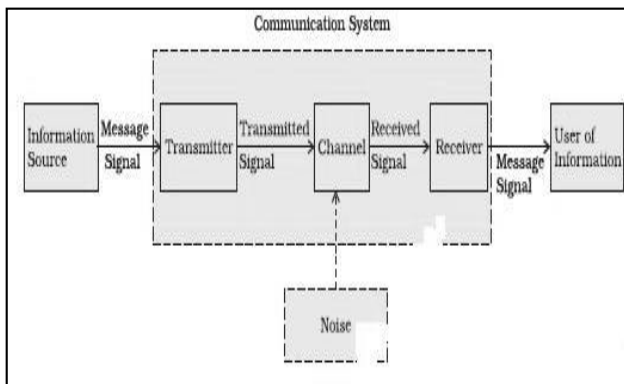 Communication System
Information
Source
Message
Signal
Transmitter
Transmitted
Signal
Channel
Received
Signal
Receiver
Message
Signal
User of
Information
Noise